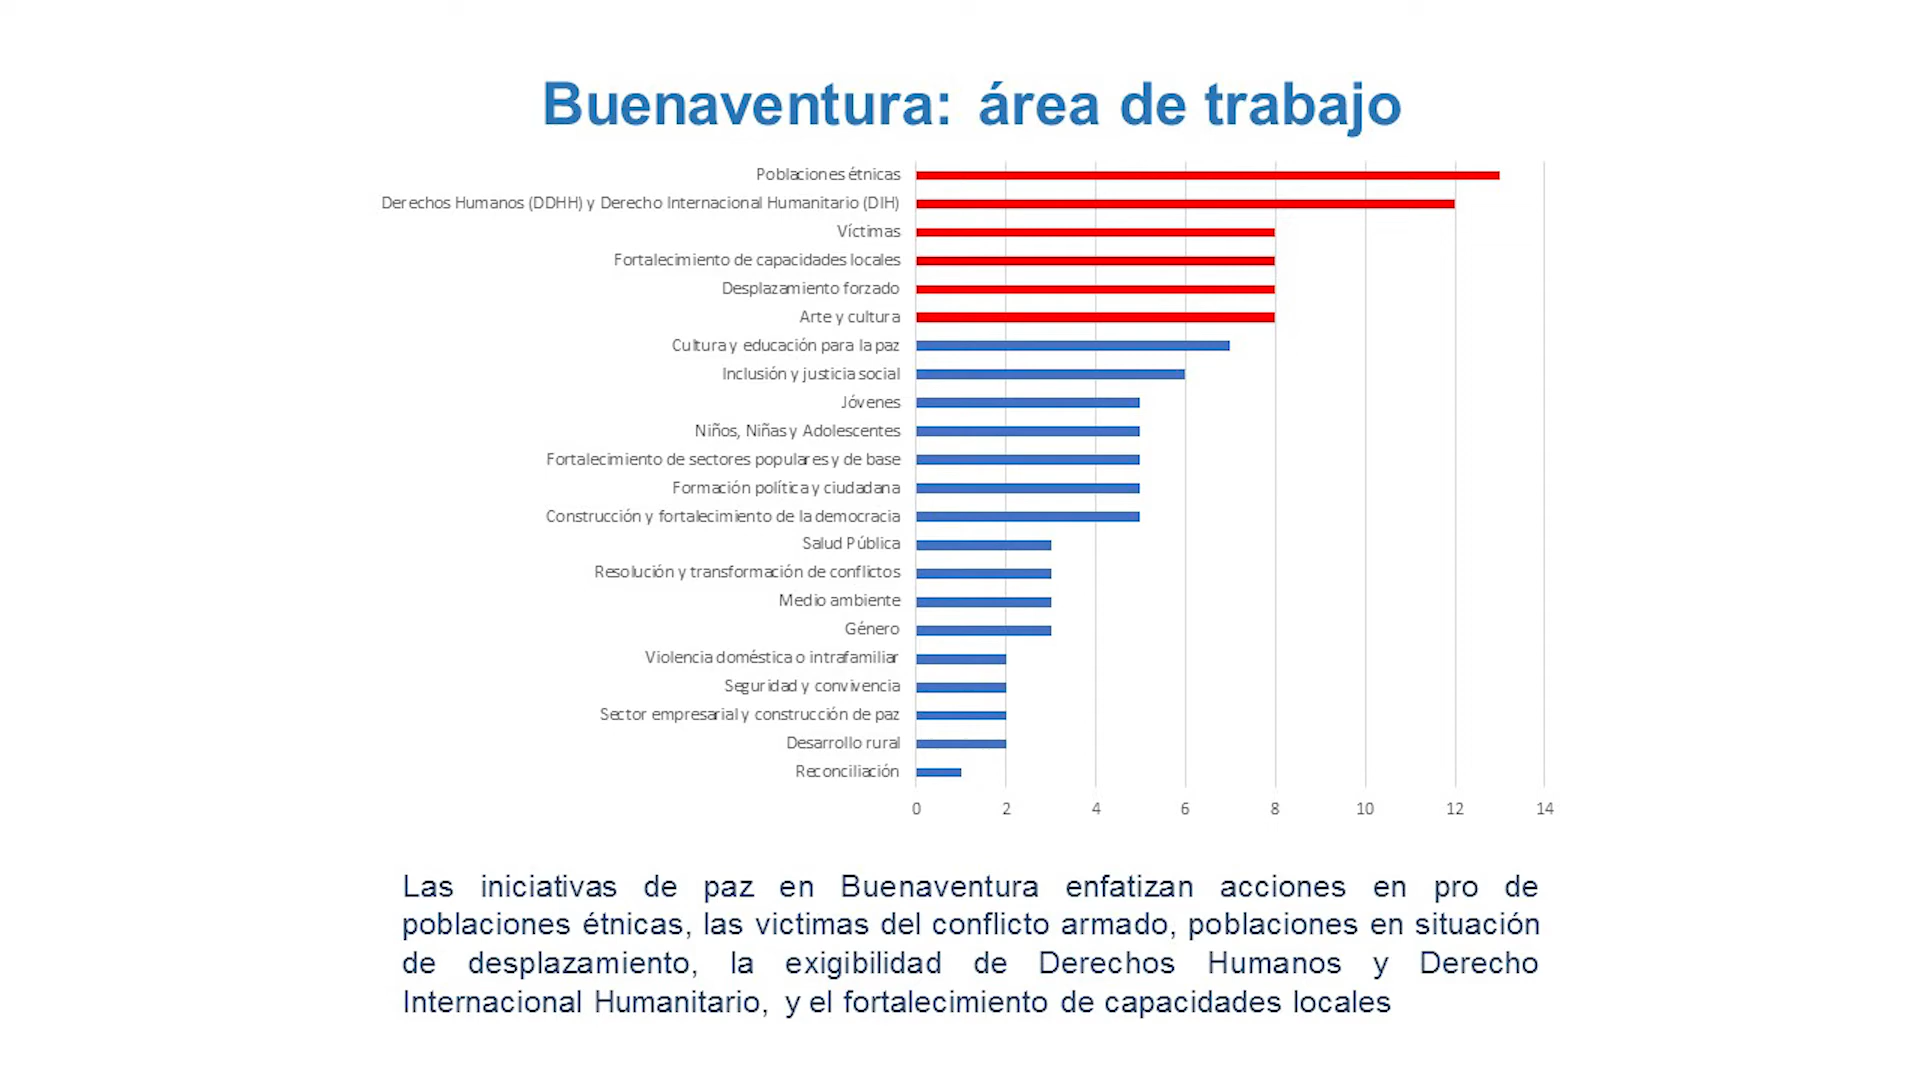 Buenaventura: área de trabajo
Poblaciones étnicas
Derechos Humanos (DDHH) y Derecho Internacional Humanitario (DIH)
Víctimas
Fortalecimiento de capacidades locales
Desplazamiento forzado
Arte y cultura
Cultura y educación para la paz
Inclusión y justicia social
Jóvenes
Niños, Niñas y Adolescentes
Fortalecimiento de sectores populares y de base
Formación política y ciudadana
Construcción y fortalecimiento de la democracia
Salud Pública
Resolución y transformación de conflictos
Medio ambiente
Género
Violencia doméstica o intrafamiliar
Seguridad y convivencia
Sector empresarial y construcción de paz
Desarrollo rural
Reconciliación
0 2 4 6 8 10 12 14
Las iniciativas de paz en Buenaventura enfatizan acciones en pro de
poblaciones étnicas, las victimas del conflicto armado, poblaciones en situación
de desplazamiento, la exigibilidad de Derechos Humanos y Derecho
Internacional Humanitario, y el fortalecimiento de capacidades locales